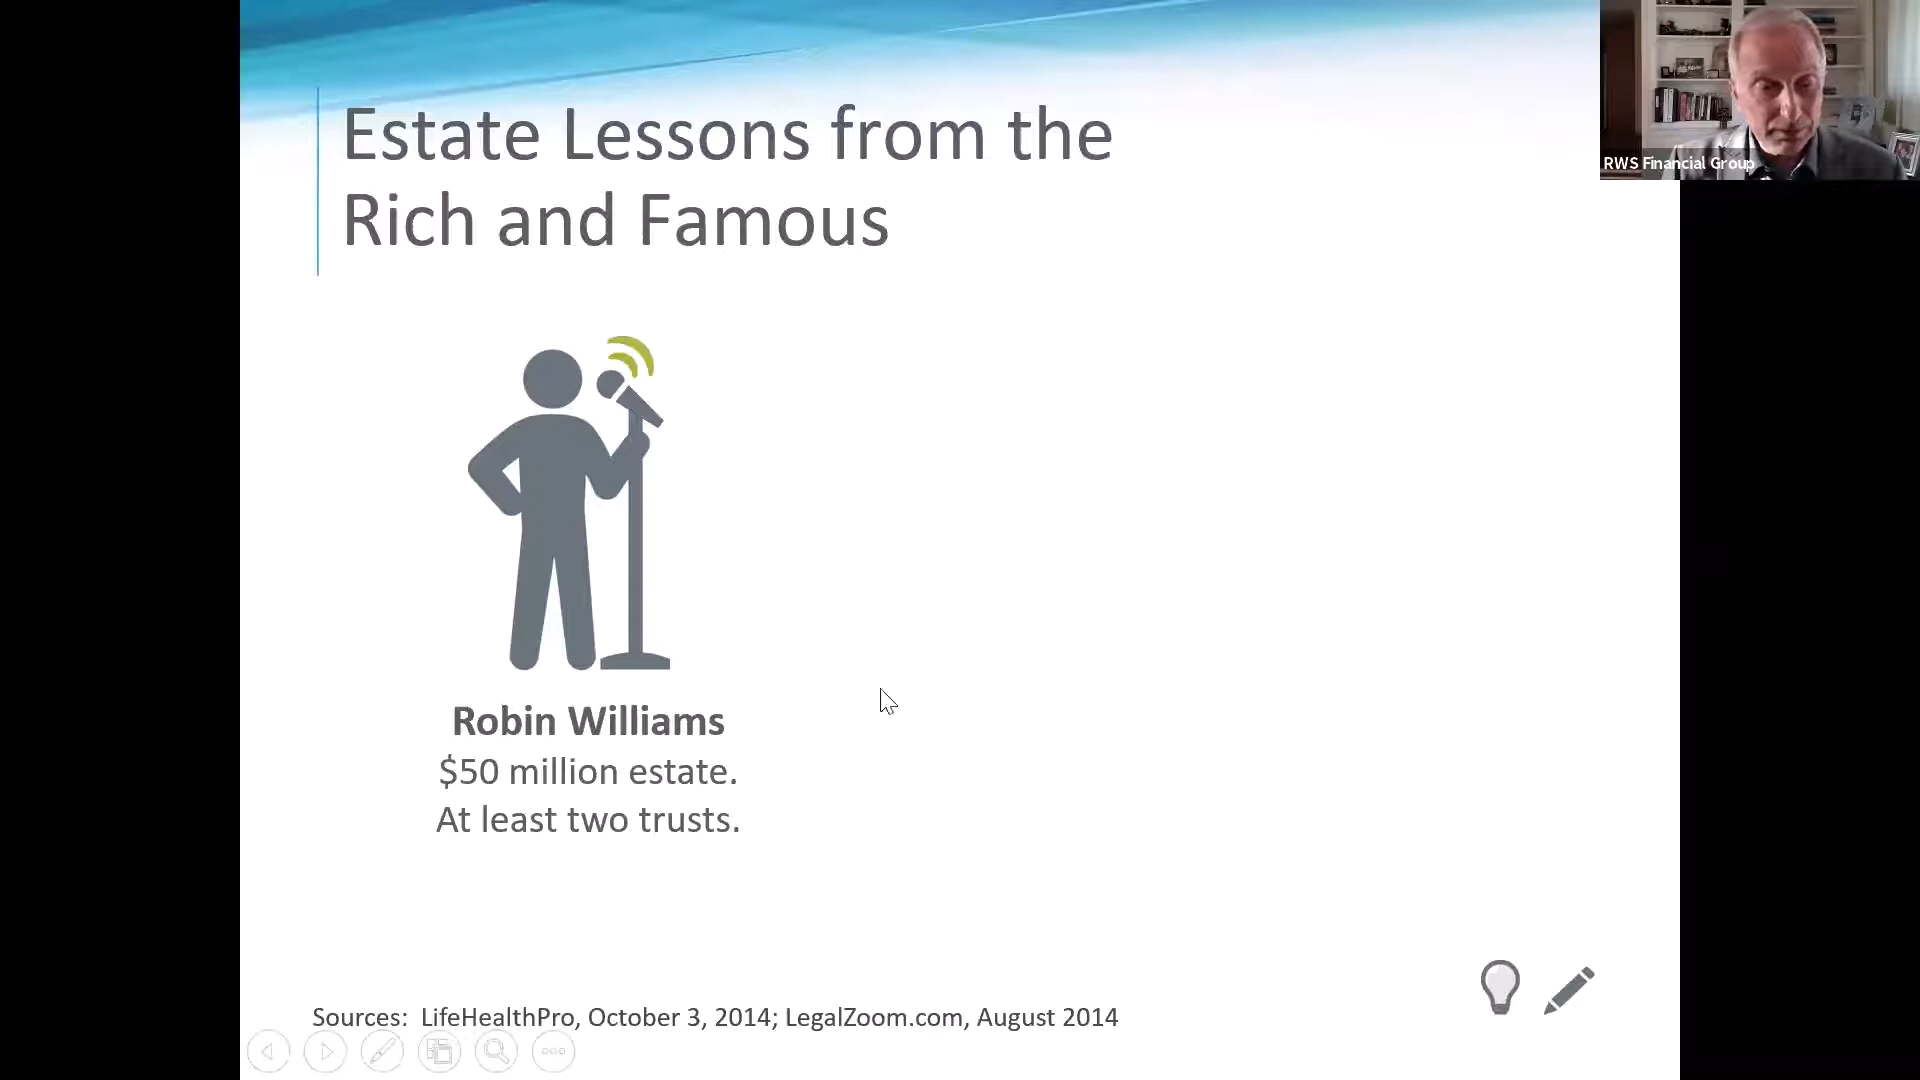 Estate Lessons from the
Rich and Famous
RWS Financial Group
Robin Williams
$50 million estate.
At least two trusts.
Sources:  LifeHealthPro, October 3, 2014; LegalZoom.com, August 2014